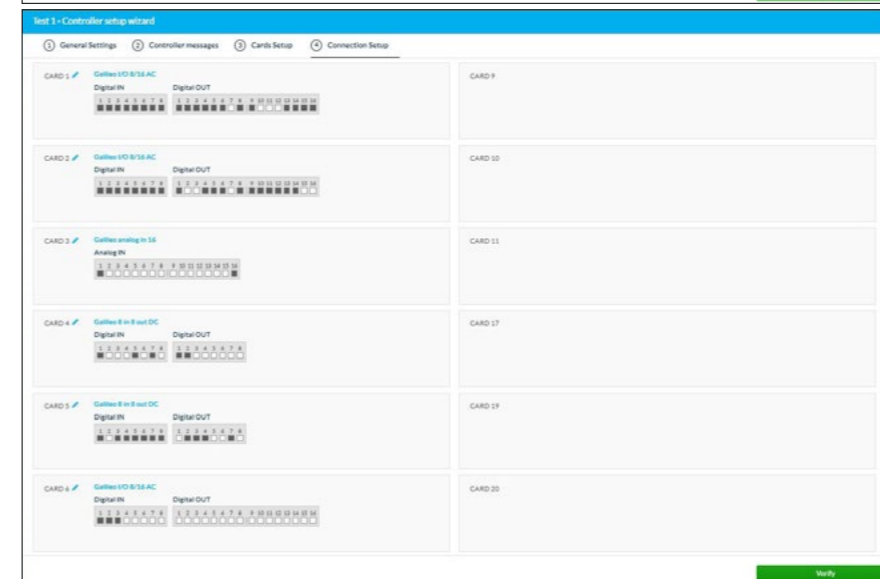 Test 1 - Controller setup wizard
1 General Settings 2 Controller messages 3 Cards Setup 4 Connection Setup
CARD 1 Galileo I/O 8/16 AC
Digital IN Digital OUT
1 2 3 4 5 6 7 8 1 2 3 4 5 6 7 8 9 10 11 12 13 14 15 16
CARD 9
CARD 2 Galileo I/O 8/16 AC
Digital IN Digital OUT
1 2 3 4 5 6 7 8 1 2 3 4 5 6 7 8 9 10 11 12 13 14 15 16
CARD 10
CARD 3 Galileo analog in 16
Analog IN
1 2 3 4 5 6 7 8 9 10 11 12 13 14 15 16
CARD 11
CARD 4 Galileo 8 in 8 out DC
Digital IN Digital OUT
1 2 3 4 5 6 7 8 1 2 3 4 5 6 7 8
CARD 17
CARD 5 Galileo 8 in 8 out DC
Digital IN Digital OUT
1 2 3 4 5 6 7 8 1 2 3 4 5 6 7 8
CARD 19
CARD 6 Galileo I/O 8/16 AC
Digital IN Digital OUT
1 2 3 4 5 6 7 8 1 2 3 4 5 6 7 8 9 10 11 12 13 14 15 16
CARD 20
Verify